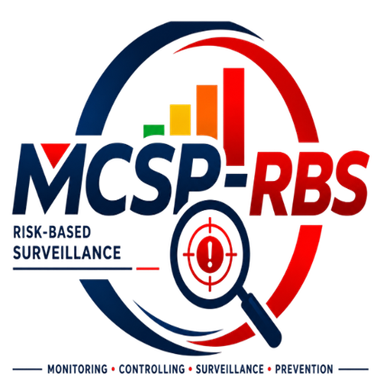 MCSP-RBS
RISK-BASED
SURVEILLANCE
!
MONITORING • CONTROLLING • SURVEILLANCE • PREVENTION